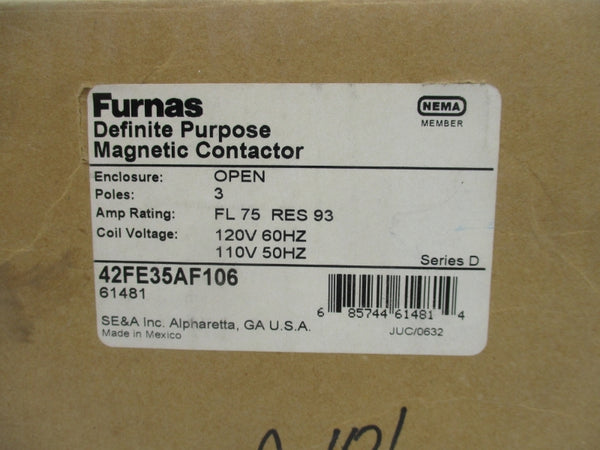 Furnas
NEMA
MEMBER
Definite Purpose
Magnetic Contactor
Enclosure: OPEN
Poles: 3
Amp Rating: FL 75 RES 93
Coil Voltage: 120V 60HZ
110V 50HZ
Series D
42FE35AF106
61481
6 85744 61481 4
SE&A Inc. Alpharetta, GA U.S.A.
Made in Mexico
JUC/0632